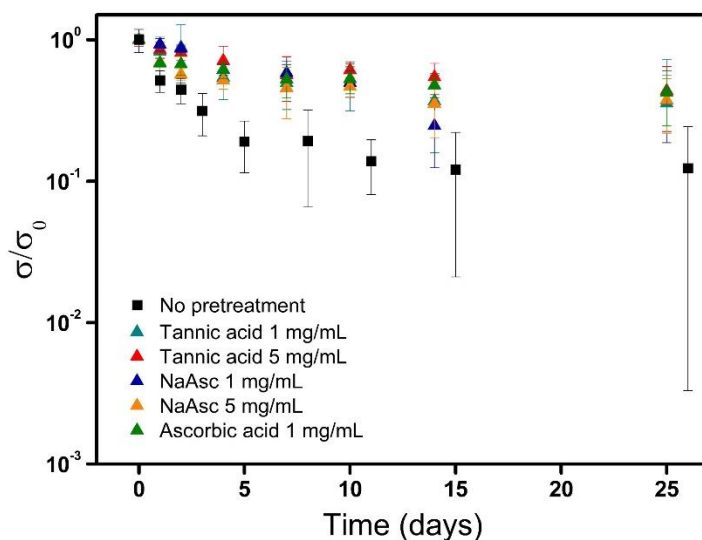 10⁰
10⁻¹
10⁻²
10⁻³
σ/σ₀
No pretreatment
Tannic acid 1 mg/mL
Tannic acid 5 mg/mL
NaAsc 1 mg/mL
NaAsc 5 mg/mL
Ascorbic acid 1 mg/mL
0 5 10 15 20 25
Time (days)